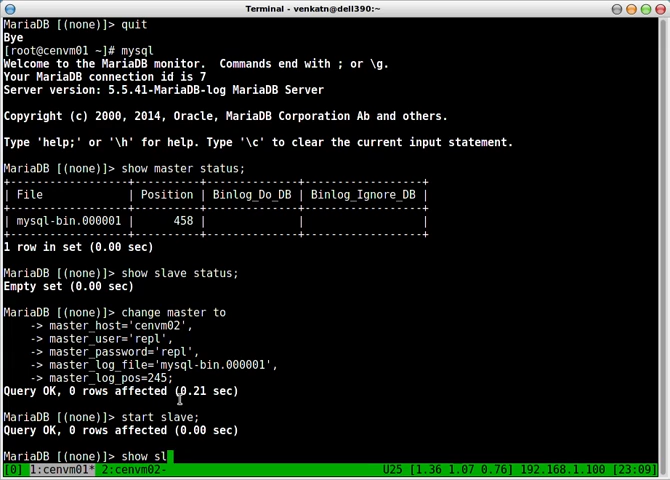 Terminal - venkatn@dell390:~
MariaDB [(none)]> quit
Bye
[root@cenvm01 ~]# mysql
Welcome to the MariaDB monitor.  Commands end with ; or \g.
Your MariaDB connection id is 7
Server version: 5.5.41-MariaDB-log MariaDB Server
Copyright (c) 2000, 2014, Oracle, MariaDB Corporation Ab and others.
Type 'help;' or '\h' for help. Type '\c' to clear the current input statement.
MariaDB [(none)]> show master status;
+------------------+----------+--------------+------------------+
| File             | Position | Binlog_Do_DB | Binlog_Ignore_DB |
+------------------+----------+--------------+------------------+
| mysql-bin.000001 |      458 |              |                  |
+------------------+----------+--------------+------------------+
1 row in set (0.00 sec)
MariaDB [(none)]> show slave status;
Empty set (0.00 sec)
MariaDB [(none)]> change master to
    -> master_host='cenvm02',
    -> master_user='repl',
    -> master_password='repl',
    -> master_log_file='mysql-bin.000001',
    -> master_log_pos=245;
Query OK, 0 rows affected (0.21 sec)
MariaDB [(none)]> start slave;
Query OK, 0 rows affected (0.00 sec)
MariaDB [(none)]> show sl
[0] 1:cenvm01* 2:cenvm02- U25 [1.36 1.07 0.76] 192.168.1.100 [23:09]